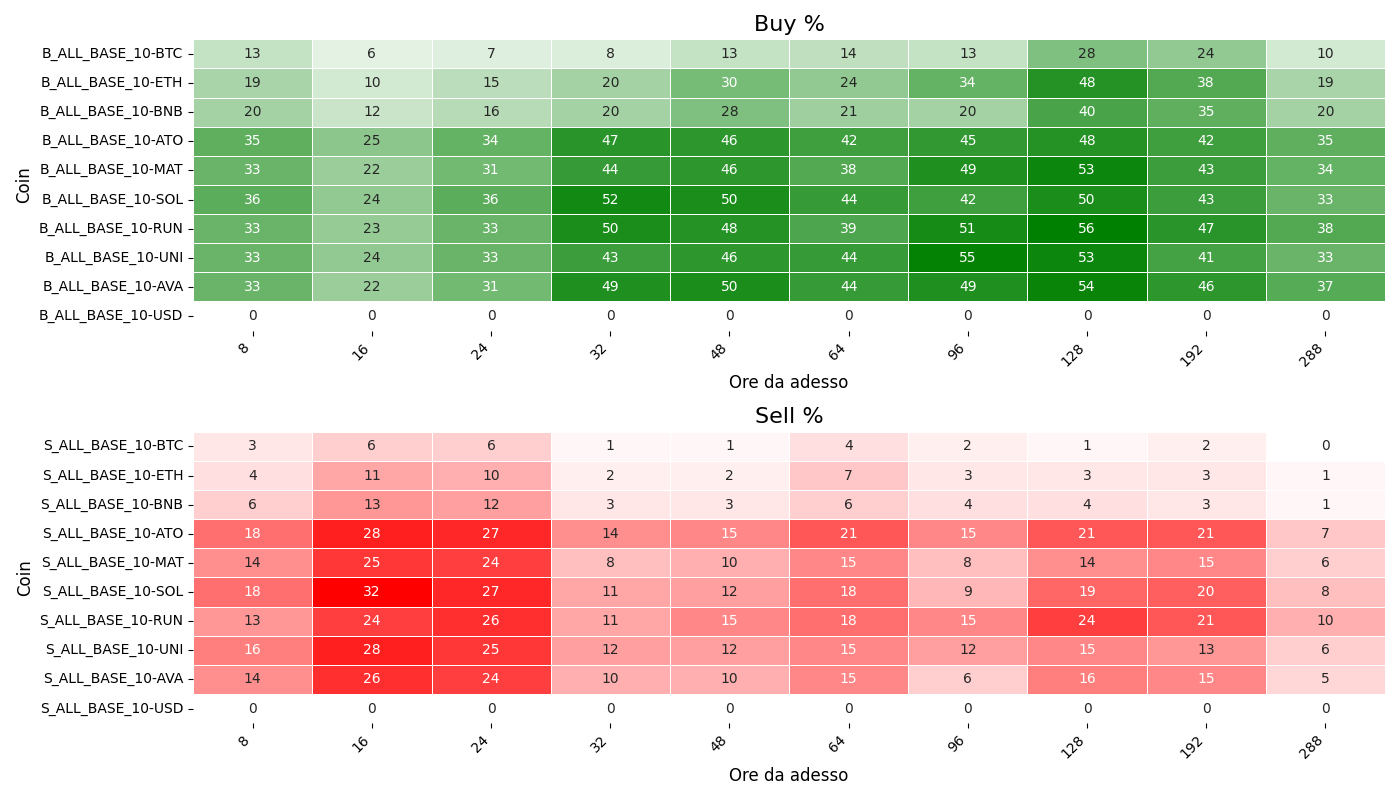 Buy %
Coin
B_ALL_BASE_10-BTC 13 6 7 8 13 14 13 28 24 10
B_ALL_BASE_10-ETH 19 10 15 20 30 24 34 48 38 19
B_ALL_BASE_10-BNB 20 12 16 20 28 21 20 40 35 20
B_ALL_BASE_10-ATO 35 25 34 47 46 42 45 48 42 35
B_ALL_BASE_10-MAT 33 22 31 44 46 38 49 53 43 34
B_ALL_BASE_10-SOL 36 24 36 52 50 44 42 50 43 33
B_ALL_BASE_10-RUN 33 23 33 50 48 39 51 56 47 38
B_ALL_BASE_10-UNI 33 24 33 43 46 44 55 53 41 33
B_ALL_BASE_10-AVA 33 22 31 49 50 44 49 54 46 37
B_ALL_BASE_10-USD 0 0 0 0 0 0 0 0 0 0
8 16 24 32 48 64 96 128 192 288
Ore da adesso
Sell %
Coin
S_ALL_BASE_10-BTC 3 6 6 1 1 4 2 1 2 0
S_ALL_BASE_10-ETH 4 11 10 2 2 7 3 3 3 1
S_ALL_BASE_10-BNB 6 13 12 3 3 6 4 4 3 1
S_ALL_BASE_10-ATO 18 28 27 14 15 21 15 21 21 7
S_ALL_BASE_10-MAT 14 25 24 8 10 15 8 14 15 6
S_ALL_BASE_10-SOL 18 32 27 11 12 18 9 19 20 8
S_ALL_BASE_10-RUN 13 24 26 11 15 18 15 24 21 10
S_ALL_BASE_10-UNI 16 28 25 12 12 15 12 15 13 6
S_ALL_BASE_10-AVA 14 26 24 10 10 15 6 16 15 5
S_ALL_BASE_10-USD 0 0 0 0 0 0 0 0 0 0
8 16 24 32 48 64 96 128 192 288
Ore da adesso